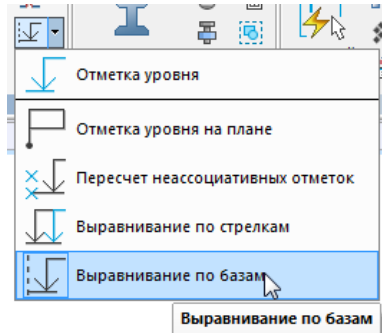 Отметка уровня
Отметка уровня на плане
Пересчет неассоциативных отметок
Выравнивание по стрелкам
Выравнивание по базам
Выравнивание по базам